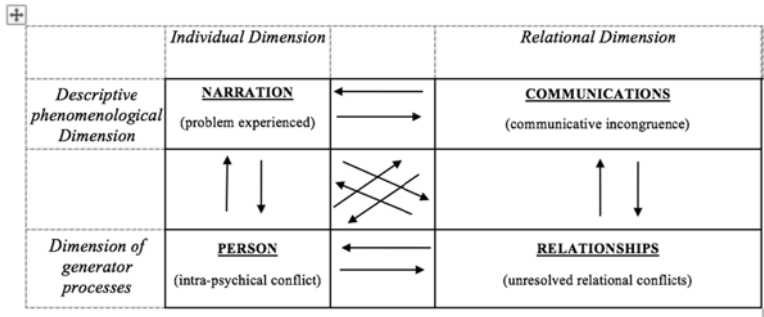 Individual Dimension
Relational Dimension
Descriptive
phenomenological
Dimension
NARRATION
(problem experienced)
COMMUNICATIONS
(communicative incongruence)
Dimension of
generator
processes
PERSON
(intra-psychical conflict)
RELATIONSHIPS
(unresolved relational conflicts)